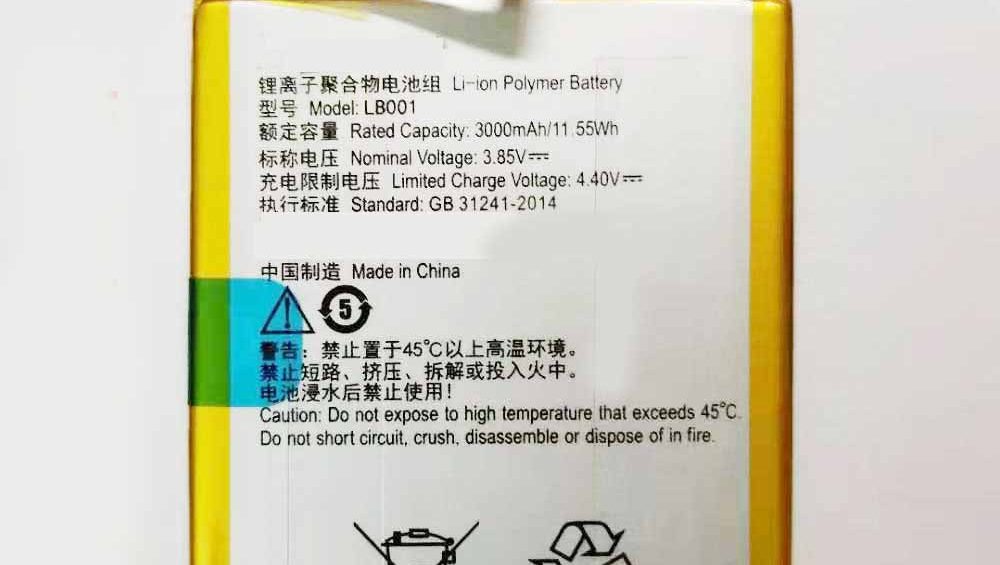 锂离子聚合物电池组 Li-ion Polymer Battery
型号 Model: LB001
额定容量 Rated Capacity: 3000mAh/11.55Wh
标称电压 Nominal Voltage: 3.85V⎓
充电限制电压 Limited Charge Voltage: 4.40V⎓
执行标准 Standard: GB 31241-2014
中国制造 Made in China
5
警告：禁止置于45℃以上高温环境。
禁止短路、挤压、拆解或投入火中。
电池浸水后禁止使用！
Caution: Do not expose to high temperature that exceeds 45℃.
Do not short circuit, crush, disassemble or dispose of in fire.